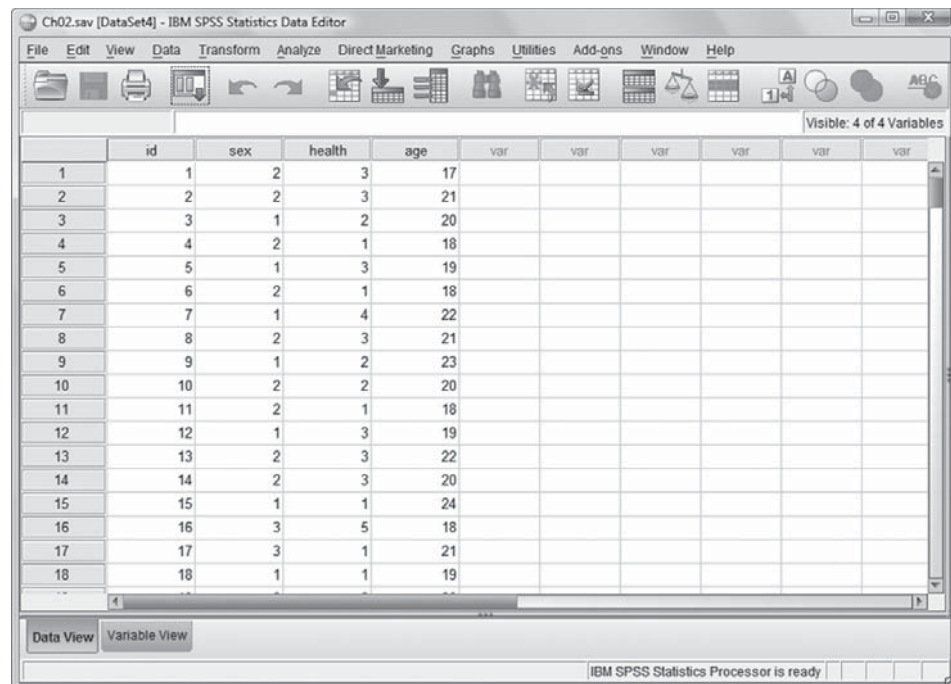 Ch02.sav [DataSet4] - IBM SPSS Statistics Data Editor
File Edit View Data Transform Analyze Direct Marketing Graphs Utilities Add-ons Window Help
A
1
ABC
Visible: 4 of 4 Variables
id sex health age var var var var var var
1 1 2 3 17
2 2 2 3 21
3 3 1 2 20
4 4 2 1 18
5 5 1 3 19
6 6 2 1 18
7 7 1 4 22
8 8 2 3 21
9 9 1 2 23
10 10 2 2 20
11 11 2 1 18
12 12 1 3 19
13 13 2 3 22
14 14 2 3 20
15 15 1 1 24
16 16 3 5 18
17 17 3 1 21
18 18 1 1 19
Data View Variable View
IBM SPSS Statistics Processor is ready